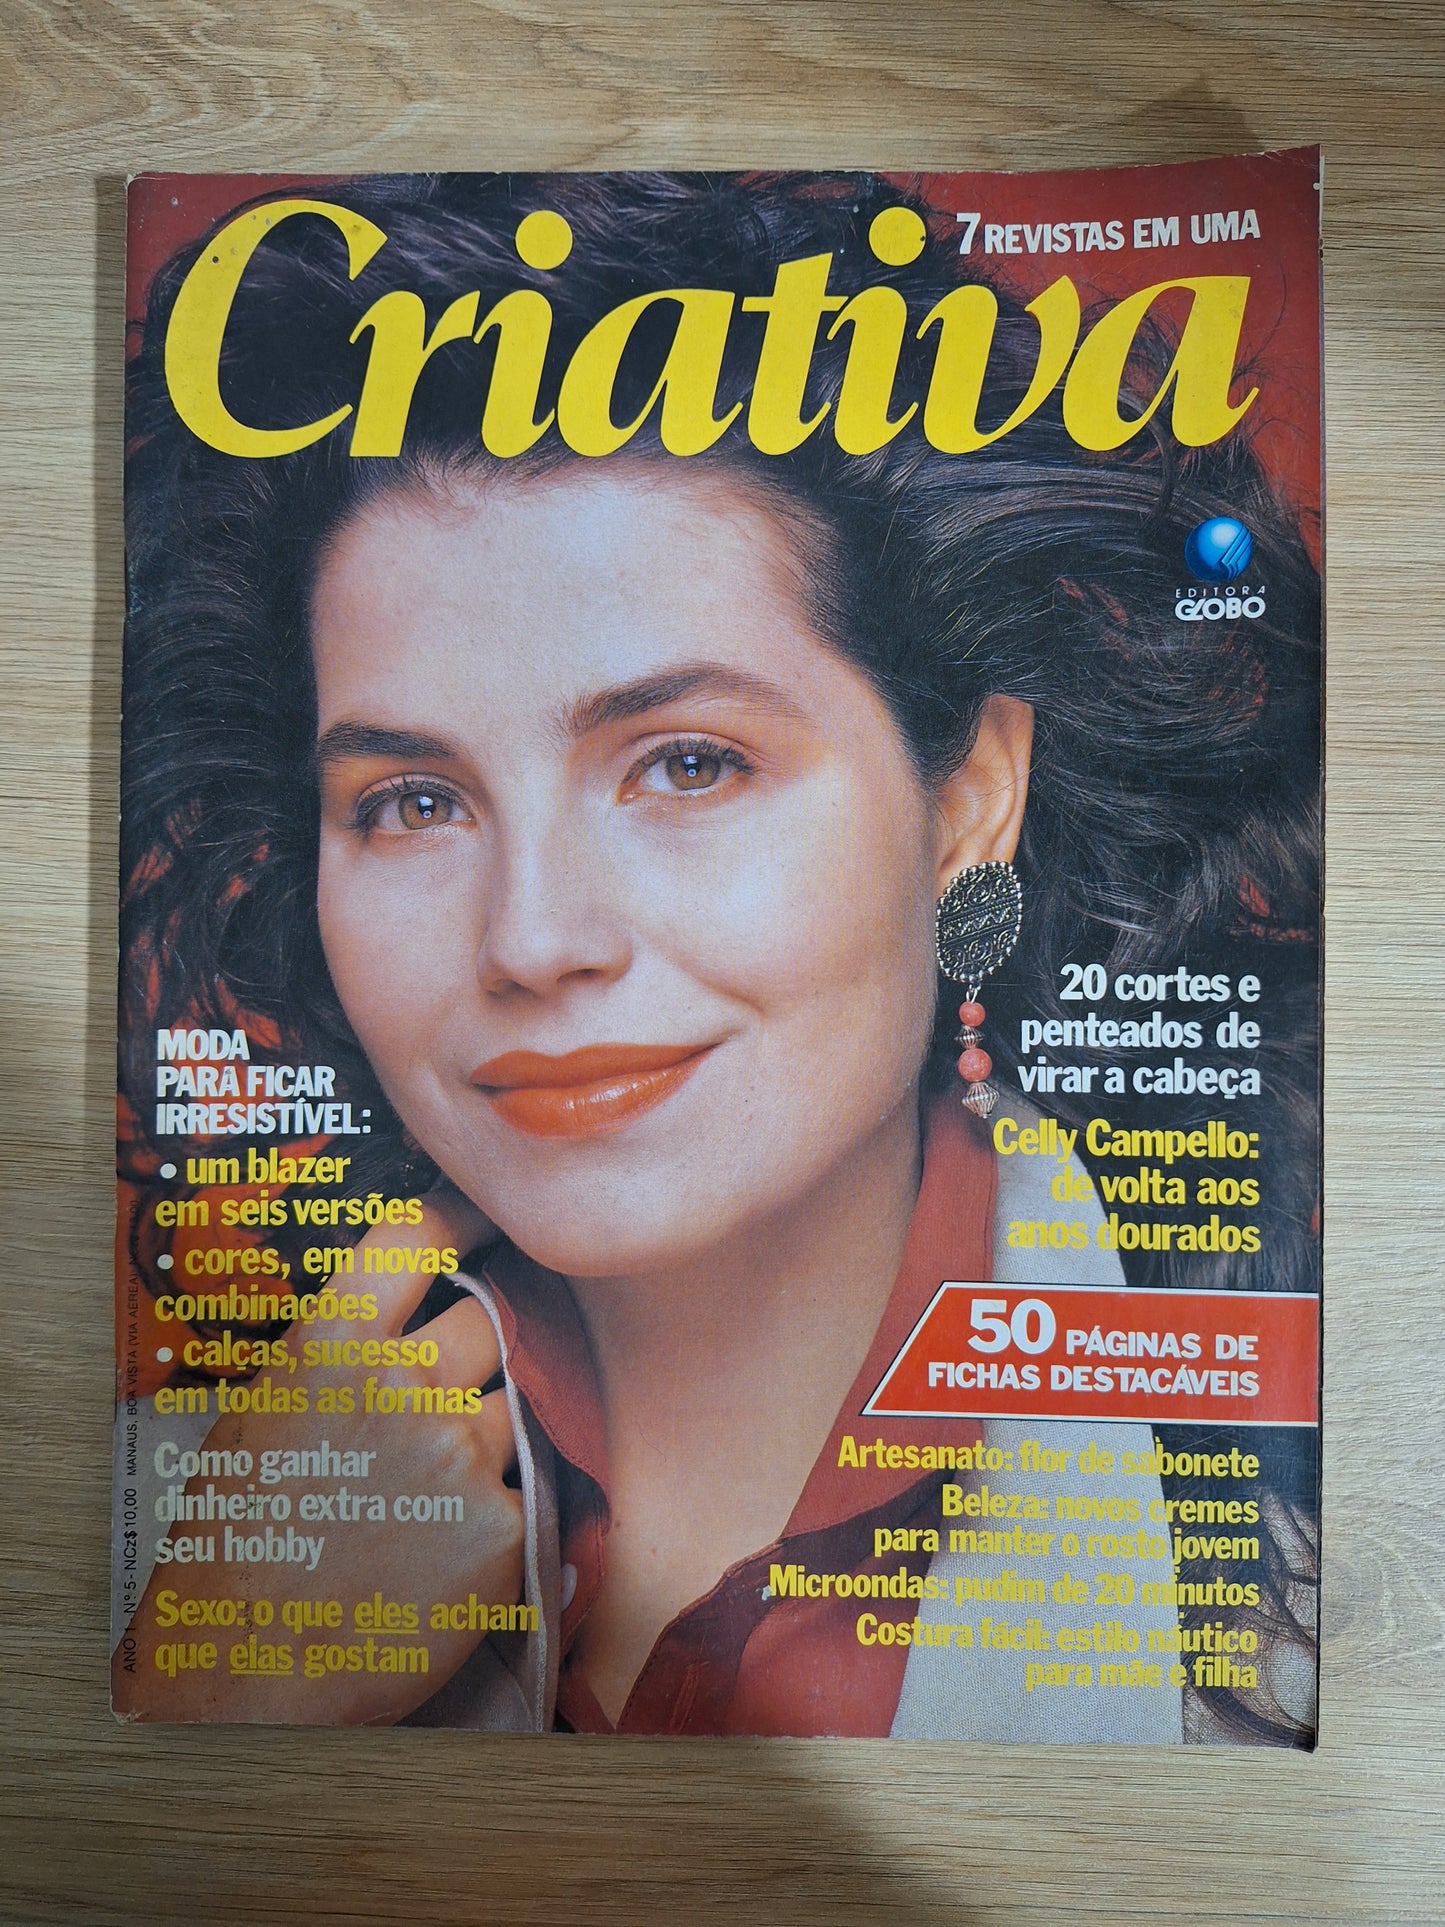 7 REVISTAS EM UMA
Criativa
EDITORA
GLOBO
MODA
PARA FICAR
IRRESISTÍVEL:
• um blazer
em seis versões
• cores, em novas
combinações
• calças, sucesso
em todas as formas
Como ganhar
dinheiro extra com
seu hobby
Sexo: o que eles acham
que elas gostam
20 cortes e
penteados de
virar a cabeça
Celly Campello:
de volta aos
anos dourados
50 PÁGINAS DE
FICHAS DESTACÁVEIS
Artesanato: flor de sabonete
Beleza: novos cremes
para manter o rosto jovem
Microondas: pudim de 20 minutos
Costura fácil: estilo náutico
para mãe e filha
ANO 1 - Nº 5 - NCz$ 10,00 MANAUS, BOA VISTA (VIA AÉREA)